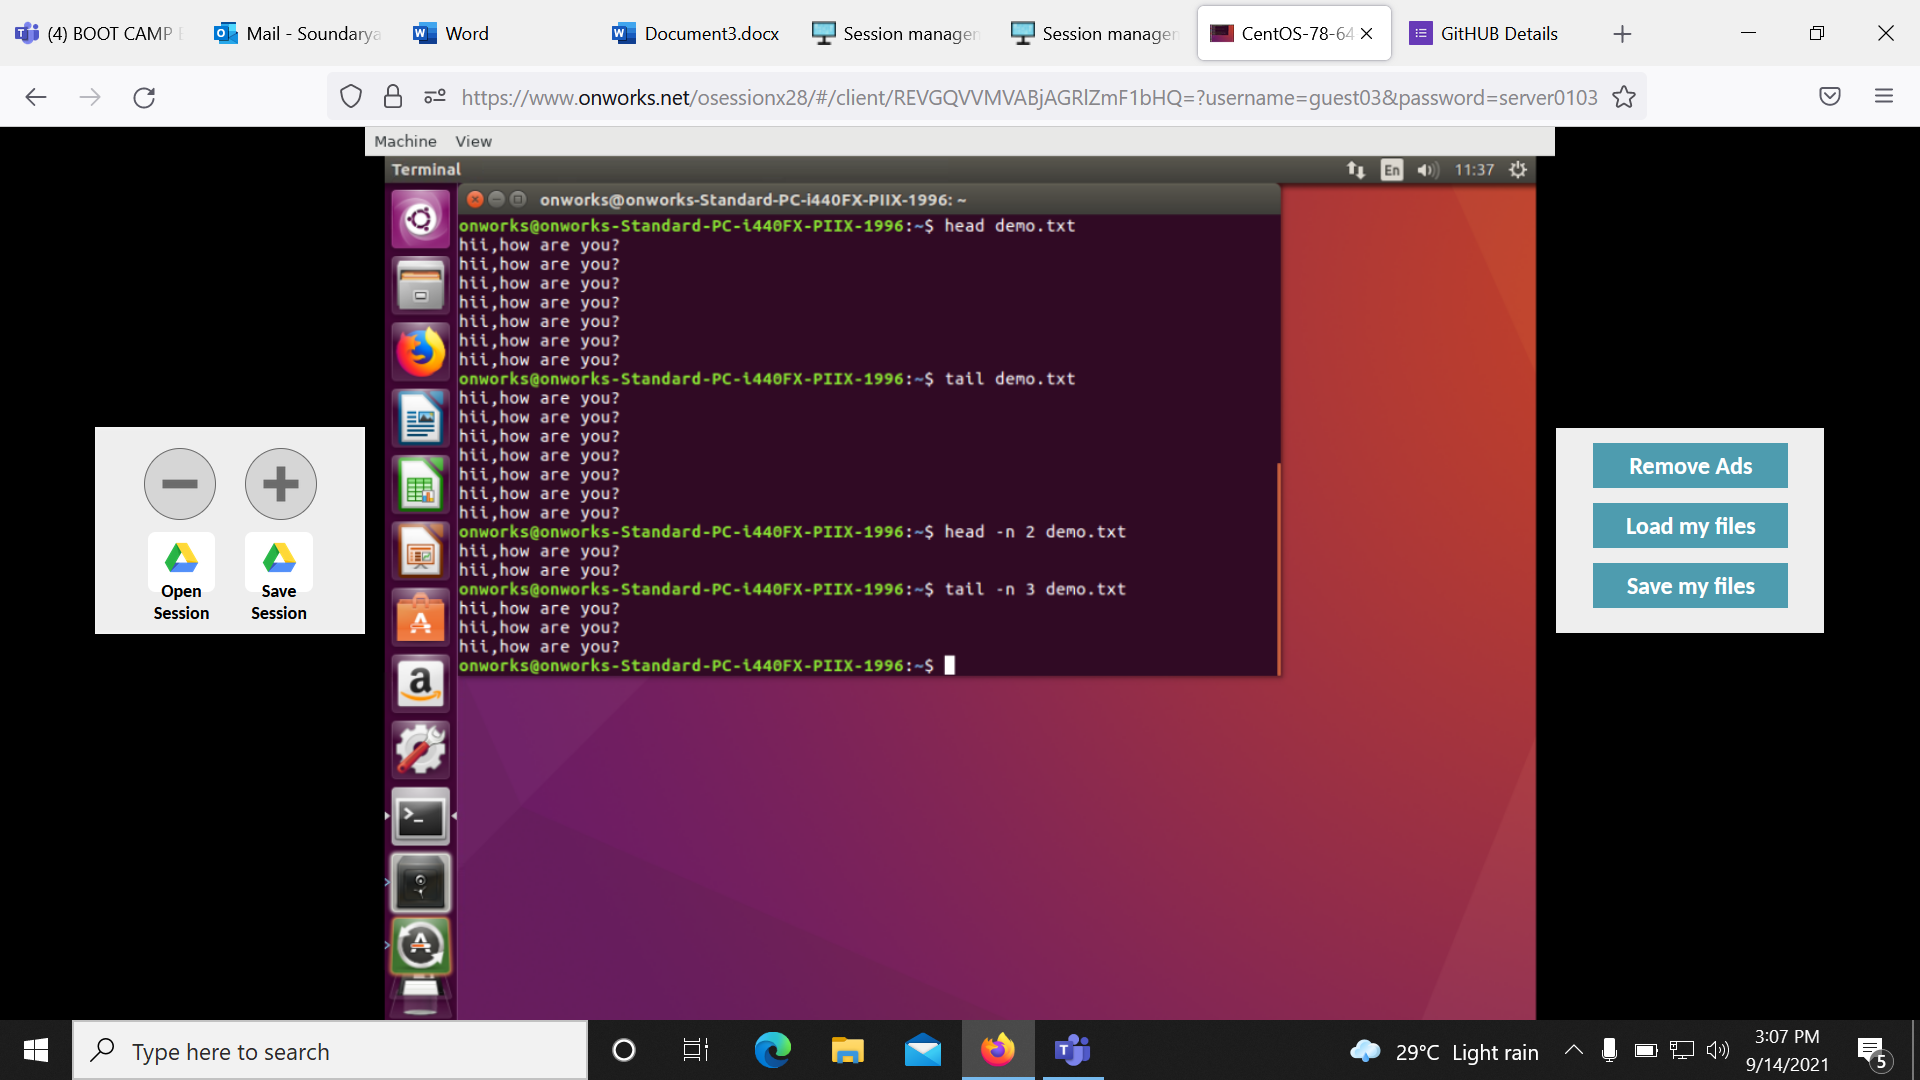 (4) BOOT CAMP
Mail - Soundarya
Word
Document3.docx
Session manager
Session manager
CentOS-78-64
GitHUB Details
https://www.onworks.net/osessionx28/#/client/REVGQVVMVABjAGRlZmF1bHQ=?username=guest03&password=server0103
Machine View
Terminal
En
11:37
onworks@onworks-Standard-PC-i440FX-PIIX-1996: ~
onworks@onworks-Standard-PC-i440FX-PIIX-1996:~$ head demo.txt
hii,how are you?
hii,how are you?
hii,how are you?
hii,how are you?
hii,how are you?
hii,how are you?
hii,how are you?
onworks@onworks-Standard-PC-i440FX-PIIX-1996:~$ tail demo.txt
hii,how are you?
hii,how are you?
hii,how are you?
hii,how are you?
hii,how are you?
hii,how are you?
hii,how are you?
onworks@onworks-Standard-PC-i440FX-PIIX-1996:~$ head -n 2 demo.txt
hii,how are you?
hii,how are you?
onworks@onworks-Standard-PC-i440FX-PIIX-1996:~$ tail -n 3 demo.txt
hii,how are you?
hii,how are you?
hii,how are you?
onworks@onworks-Standard-PC-i440FX-PIIX-1996:~$
Open Session
Save Session
Remove Ads
Load my files
Save my files
Type here to search
29°C Light rain
3:07 PM
9/14/2021
5